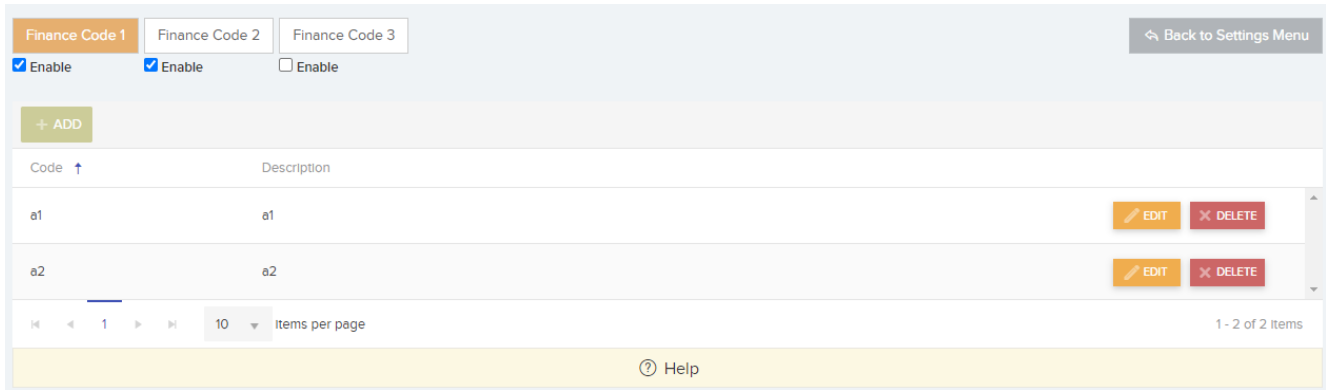 Finance Code 1 Finance Code 2 Finance Code 3 Back to Settings Menu
Enable Enable Enable
+ ADD
Code ↑ Description
a1 a1 EDIT × DELETE
a2 a2 EDIT × DELETE
1 10 items per page 1 - 2 of 2 items
? Help